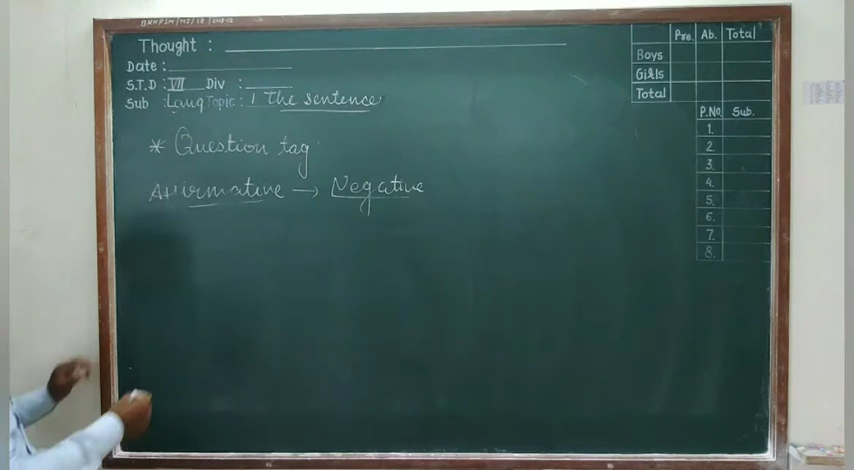 Thought :
Pre. Ab. Total
Date :
Boys
S.T.D : VII Div :
Girls
Sub : Lang Topic : 1 The sentence
Total
P.No. Sub.
1.
* Question tag
2.
3.
Affirmative → Negative
4.
5.
6.
7.
8.